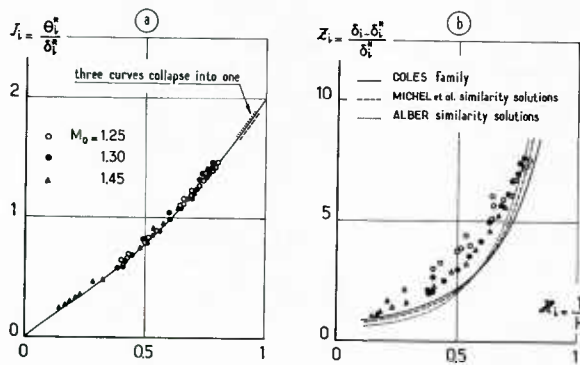 a
b
J_i = θ_i* / δ_i*
Z_i = δ_i - δ_i* / δ_i*
three curves collapse into one
COLES family
MICHEL et al. similarity solutions
ALBER similarity solutions
M_0 = 1.25
1.30
1.45
2
1
0
0.5
1
10
5
0
0.5
1